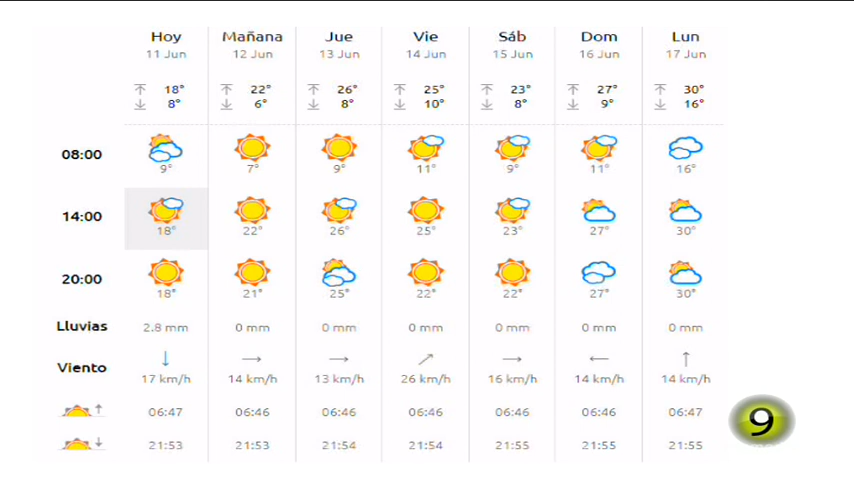 Hoy Mañana Jue Vie Sáb Dom Lun
11 Jun 12 Jun 13 Jun 14 Jun 15 Jun 16 Jun 17 Jun
18° 22° 26° 25° 23° 27° 30°
8° 6° 8° 10° 8° 9° 16°
08:00
9° 7° 9° 11° 9° 11° 16°
14:00
18° 22° 26° 25° 23° 27° 30°
20:00
18° 21° 25° 22° 22° 27° 30°
Lluvias 2.8 mm 0 mm 0 mm 0 mm 0 mm 0 mm 0 mm
Viento
17 km/h 14 km/h 13 km/h 26 km/h 16 km/h 14 km/h 14 km/h
06:47 06:46 06:46 06:46 06:46 06:46 06:47
9
21:53 21:53 21:54 21:54 21:55 21:55 21:55